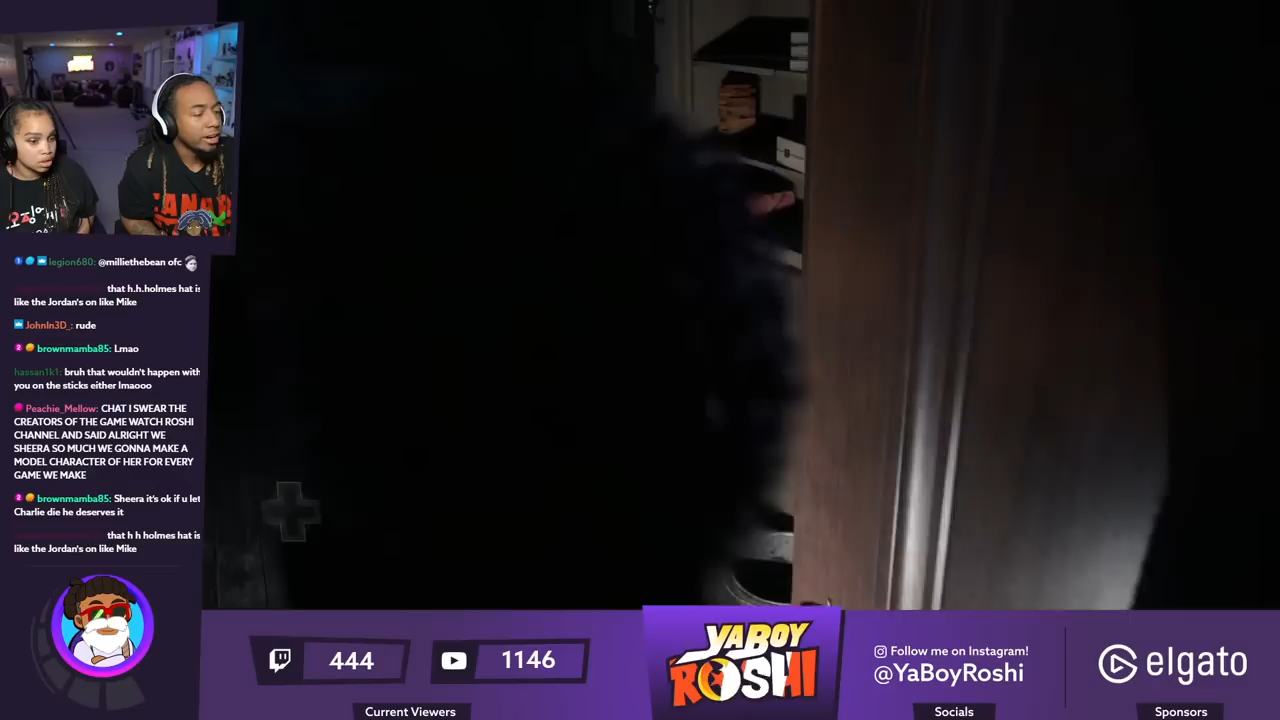 legion680: @milliethebean ofc
that h.h.holmes hat is
like the Jordan's on like Mike
JohnIn3D_: rude
brownmamba85: Lmao
hassan1k1: bruh that wouldn't happen with
you on the sticks either lmaooo
Peachie_Mellow: CHAT I SWEAR THE
CREATORS OF THE GAME WATCH ROSHI
CHANNEL AND SAID ALRIGHT WE
SHEERA SO MUCH WE GONNA MAKE A
MODEL CHARACTER OF HER FOR EVERY
GAME WE MAKE
brownmamba85: Sheera it's ok if u let
Charlie die he deserves it
that h h holmes hat is
like the Jordan's on like Mike
444
1146
Current Viewers
YABOY
ROSHI
Follow me on Instagram!
@YaBoyRoshi
Socials
elgato
Sponsors